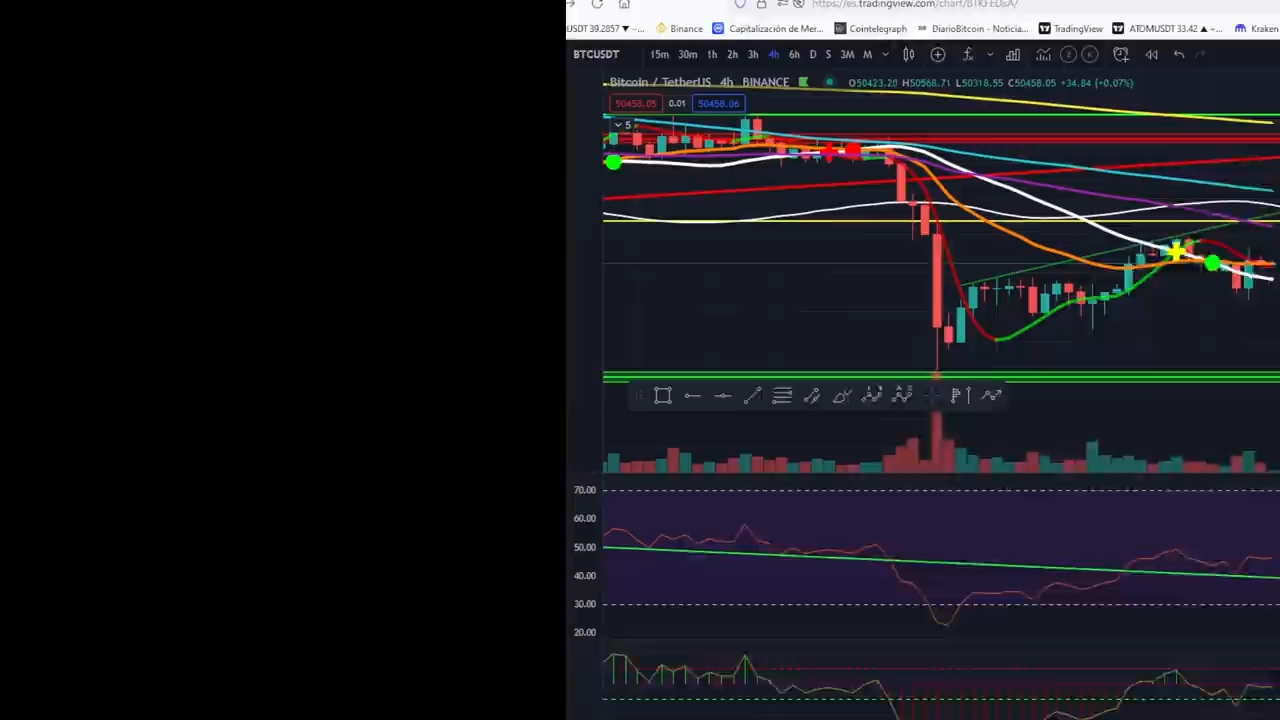 https://es.tradingview.com/chart/
USDT 39.2857 ▼ -... Binance Capitalización de Mer... Cointelegraph DiarioBitcoin - Noticia... TradingView ATOMUSDT 33.42 ▲ +... Kraken
BTCUSDT 15m 30m 1h 2h 3h 4h 6h D S 3M M
Bitcoin / TetherUS 4h BINANCE O50423.20 H50568.71 L50318.55 C50458.05 +34.84 (+0.07%)
50458.05 0.01 50458.06
5
70.00
60.00
50.00
40.00
30.00
20.00